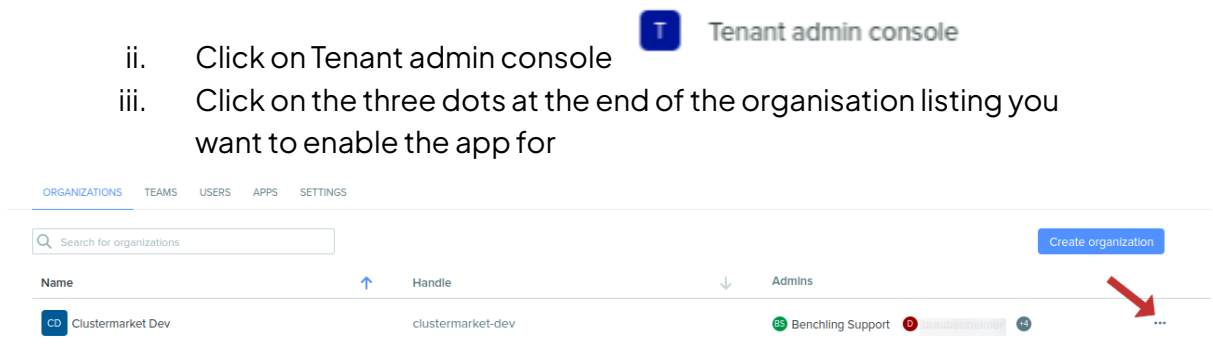 T Tenant admin console
ii. Click on Tenant admin console
iii. Click on the three dots at the end of the organisation listing you
want to enable the app for
ORGANIZATIONS TEAMS USERS APPS SETTINGS
Search for organizations
Create organization
Name Handle Admins
CD Clustermarket Dev clustermarket-dev BS Benchling Support D +4 ...